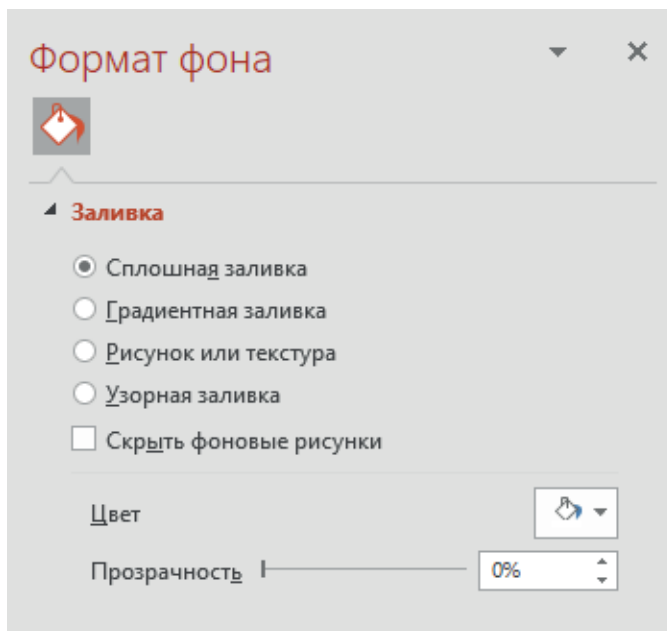 Формат фона
Заливка
Сплошная заливка
Градиентная заливка
Рисунок или текстура
Узорная заливка
Скрыть фоновые рисунки
Цвет
Прозрачность 0%